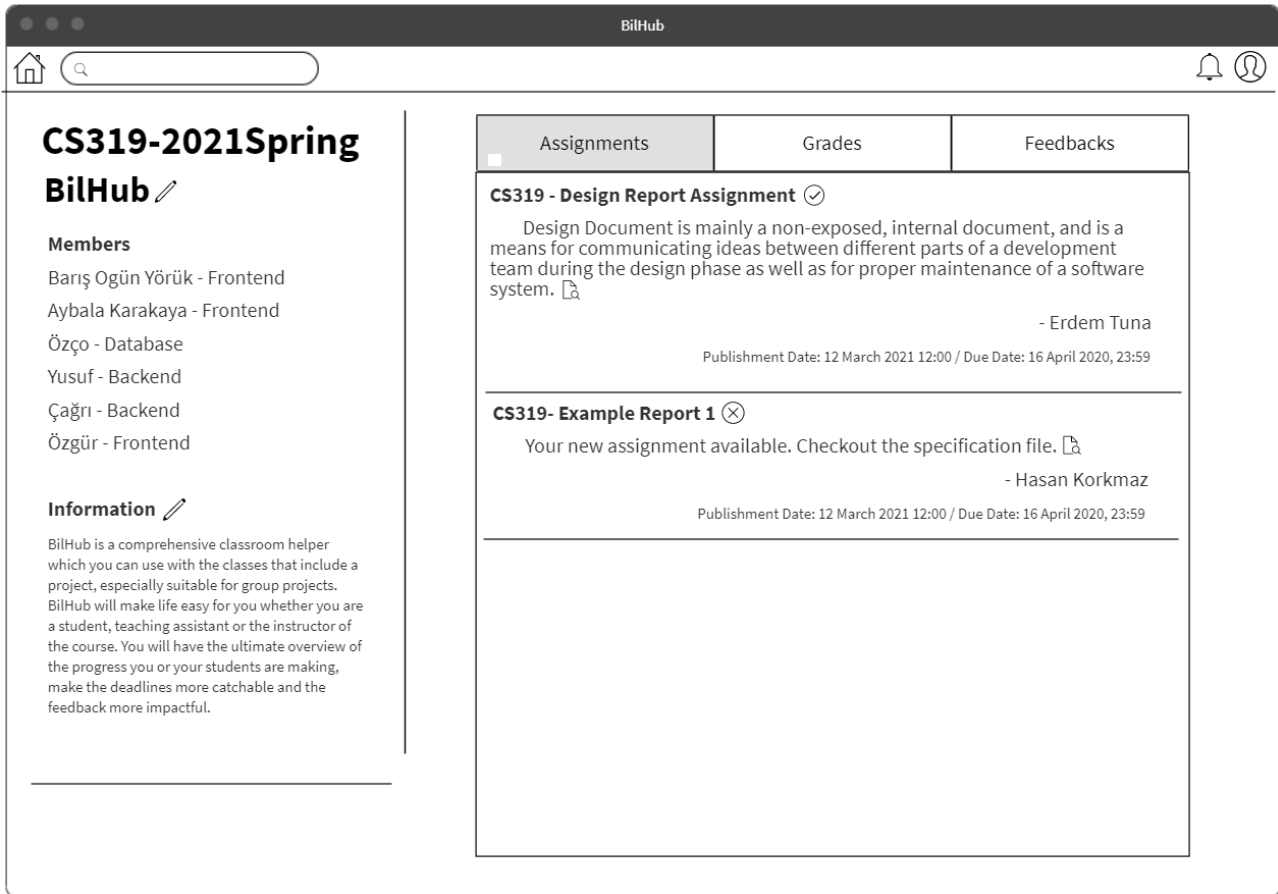 BilHub
CS319-2021Spring
BilHub
Members
Barış Ogün Yörük - Frontend
Aybala Karakaya - Frontend
Özço - Database
Yusuf - Backend
Çağrı - Backend
Özgür - Frontend
Information
BilHub is a comprehensive classroom helper
which you can use with the classes that include a
project, especially suitable for group projects.
BilHub will make life easy for you whether you are
a student, teaching assistant or the instructor of
the course. You will have the ultimate overview of
the progress you or your students are making,
make the deadlines more catchable and the
feedback more impactful.
Assignments Grades Feedbacks
CS319 - Design Report Assignment
Design Document is mainly a non-exposed, internal document, and is a
means for communicating ideas between different parts of a development
team during the design phase as well as for proper maintenance of a software
system.
- Erdem Tuna
Publishment Date: 12 March 2021 12:00 / Due Date: 16 April 2020, 23:59
CS319- Example Report 1
Your new assignment available. Checkout the specification file.
- Hasan Korkmaz
Publishment Date: 12 March 2021 12:00 / Due Date: 16 April 2020, 23:59